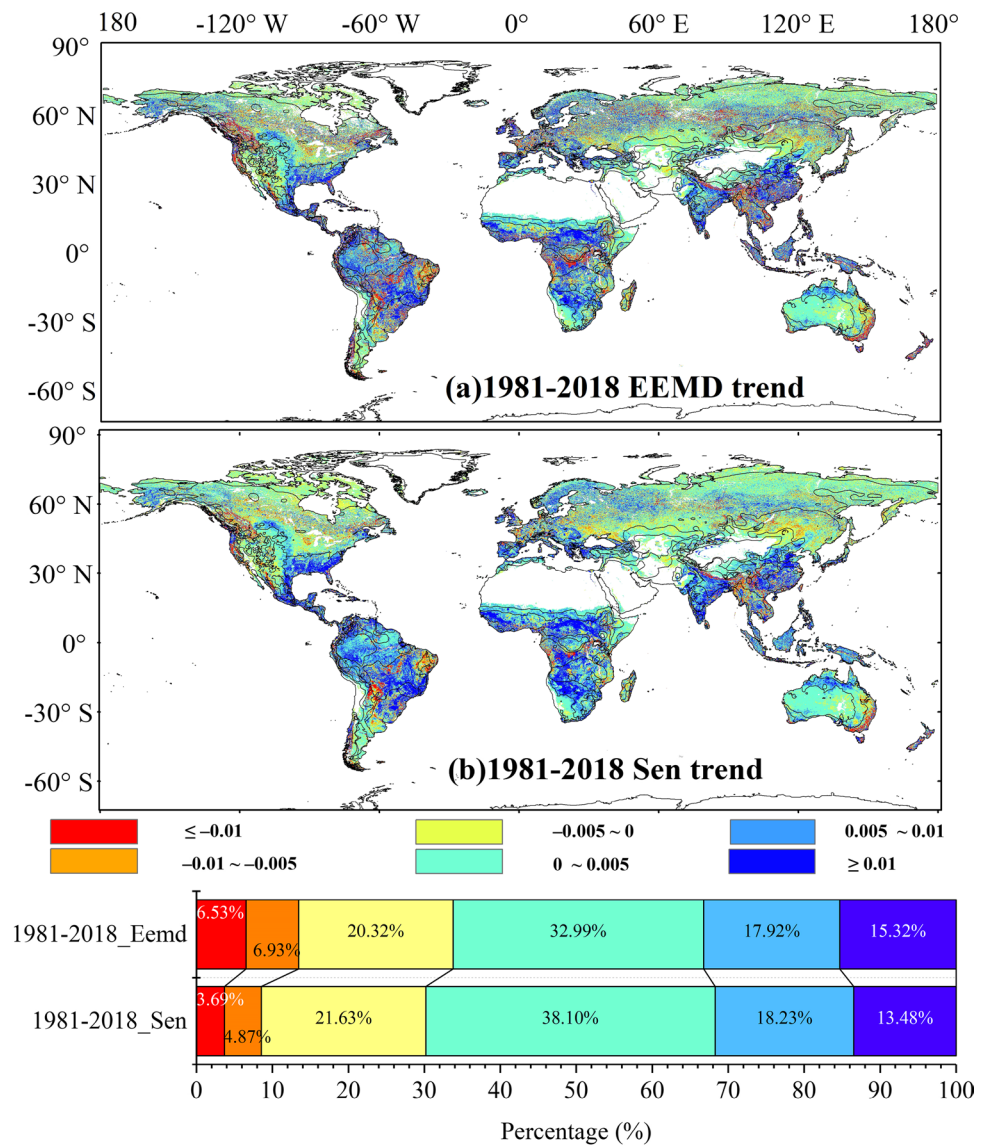 180 -120° W -60° W 0° 60° E 120° E 180°
90°
60° N
30° N
0°
-30° S
-60° S
(a)1981-2018 EEMD trend
90°
60° N
30° N
0°
-30° S
-60° S
(b)1981-2018 Sen trend
≤ –0.01 –0.005 ~ 0 0.005 ~ 0.01
–0.01 ~ –0.005 0 ~ 0.005 ≥ 0.01
1981-2018_Eemd 6.53% 6.93% 20.32% 32.99% 17.92% 15.32%
1981-2018_Sen 3.69% 4.87% 21.63% 38.10% 18.23% 13.48%
0 10 20 30 40 50 60 70 80 90 100
Percentage (%)